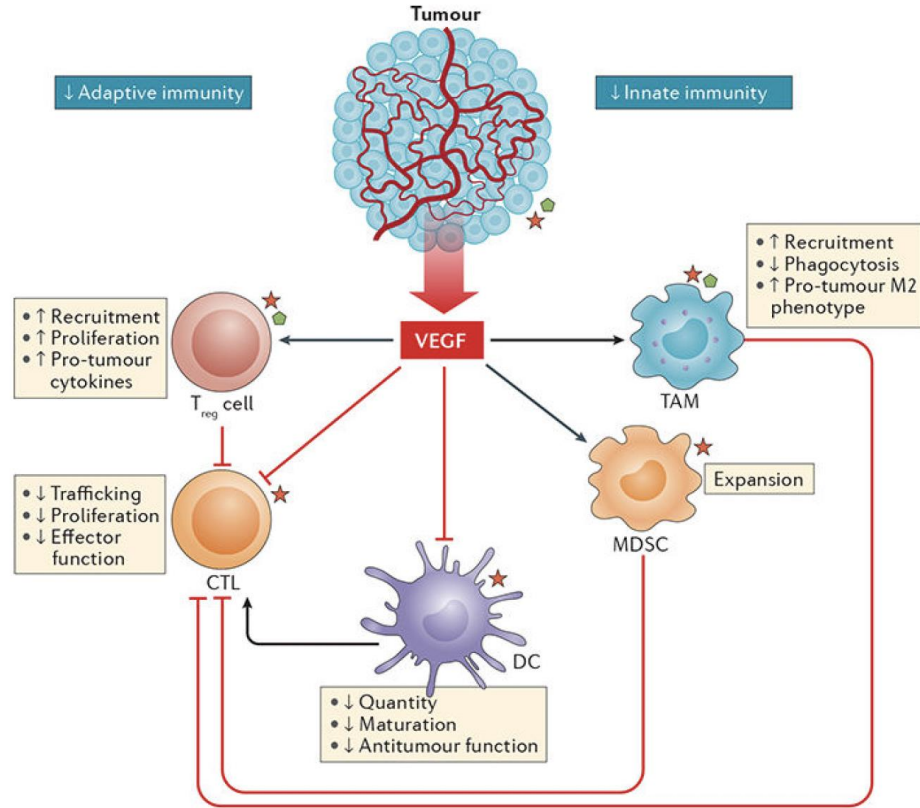 Tumour
↓ Adaptive immunity
↓ Innate immunity
• ↑ Recruitment
• ↓ Phagocytosis
• ↑ Pro-tumour M2
phenotype
• ↑ Recruitment
• ↑ Proliferation
• ↑ Pro-tumour
cytokines
VEGF
Treg cell
TAM
• ↓ Trafficking
• ↓ Proliferation
• ↓ Effector
function
Expansion
CTL
MDSC
DC
• ↓ Quantity
• ↓ Maturation
• ↓ Antitumour function